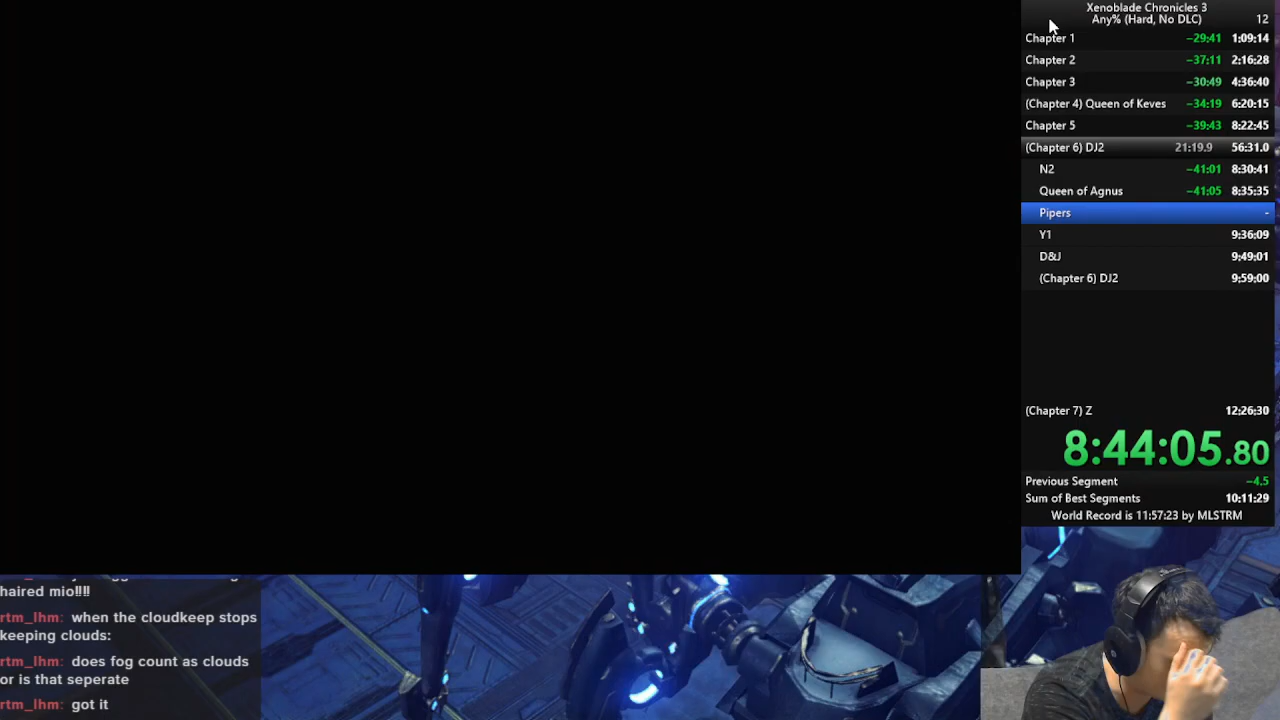 Xenoblade Chronicles 3
Any% (Hard, No DLC) 12
Chapter 1 −29:41 1:09:14
Chapter 2 −37:11 2:16:28
Chapter 3 −30:49 4:36:40
(Chapter 4) Queen of Keves −34:19 6:20:15
Chapter 5 −39:43 8:22:45
(Chapter 6) DJ2 21:19.9 56:31.0
N2 −41:01 8:30:41
Queen of Agnus −41:05 8:35:35
Pipers -
Y1 9:36:09
D&J 9:49:01
(Chapter 6) DJ2 9:59:00
(Chapter 7) Z 12:26:30
8:44:05.80
Previous Segment −4.5
Sum of Best Segments 10:11:29
World Record is 11:57:23 by MLSTRM
haired mio!!!!
rtm_lhm: when the cloudkeep stops
keeping clouds:
rtm_lhm: does fog count as clouds
or is that seperate
rtm_lhm: got it